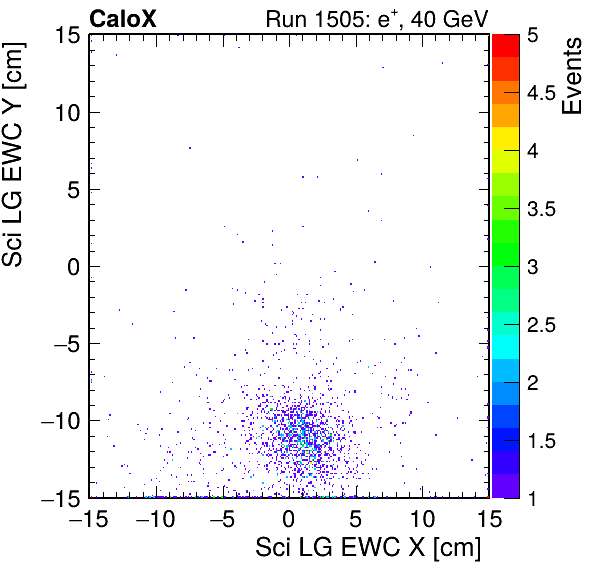 CaloX
Run 1505: e+, 40 GeV
Sci LG EWC Y [cm]
15
10
5
0
−5
−10
−15
−15 −10 −5 0 5 10 15
Sci LG EWC X [cm]
5
4.5
4
3.5
3
2.5
2
1.5
1
Events